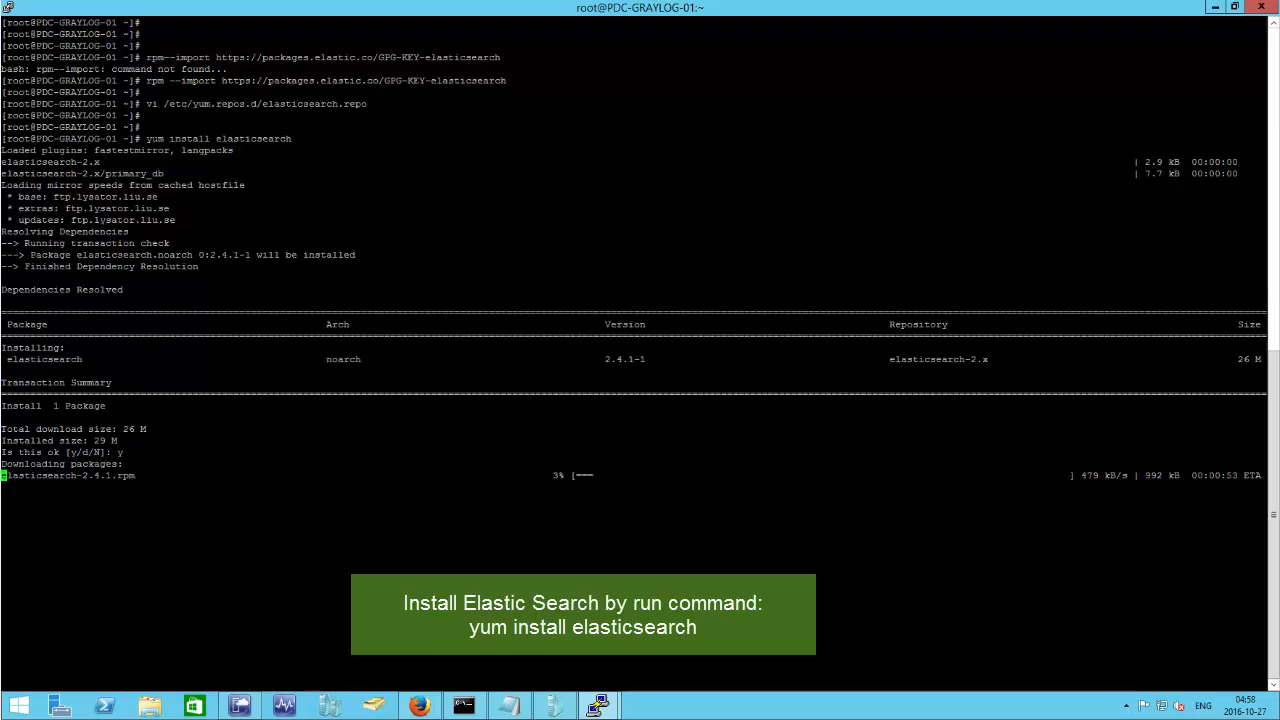 root@PDC-GRAYLOG-01:~
[root@PDC-GRAYLOG-01 ~]#
[root@PDC-GRAYLOG-01 ~]#
[root@PDC-GRAYLOG-01 ~]#
[root@PDC-GRAYLOG-01 ~]# rpm--import https://packages.elastic.co/GPG-KEY-elasticsearch
bash: rpm--import: command not found...
[root@PDC-GRAYLOG-01 ~]# rpm --import https://packages.elastic.co/GPG-KEY-elasticsearch
[root@PDC-GRAYLOG-01 ~]#
[root@PDC-GRAYLOG-01 ~]# vi /etc/yum.repos.d/elasticsearch.repo
[root@PDC-GRAYLOG-01 ~]#
[root@PDC-GRAYLOG-01 ~]#
[root@PDC-GRAYLOG-01 ~]# yum install elasticsearch
Loaded plugins: fastestmirror, langpacks
elasticsearch-2.x | 2.9 kB 00:00:00
elasticsearch-2.x/primary_db | 7.7 kB 00:00:00
Loading mirror speeds from cached hostfile
* base: ftp.lysator.liu.se
* extras: ftp.lysator.liu.se
* updates: ftp.lysator.liu.se
Resolving Dependencies
--> Running transaction check
---> Package elasticsearch.noarch 0:2.4.1-1 will be installed
--> Finished Dependency Resolution
Dependencies Resolved
Package Arch Version Repository Size
Installing:
elasticsearch noarch 2.4.1-1 elasticsearch-2.x 26 M
Transaction Summary
Install 1 Package
Total download size: 26 M
Installed size: 29 M
Is this ok [y/d/N]: y
Downloading packages:
elasticsearch-2.4.1.rpm 3% [--- ] 479 kB/s | 992 kB 00:00:53 ETA
Install Elastic Search by run command:
yum install elasticsearch
ENG
04:58
2016-10-27